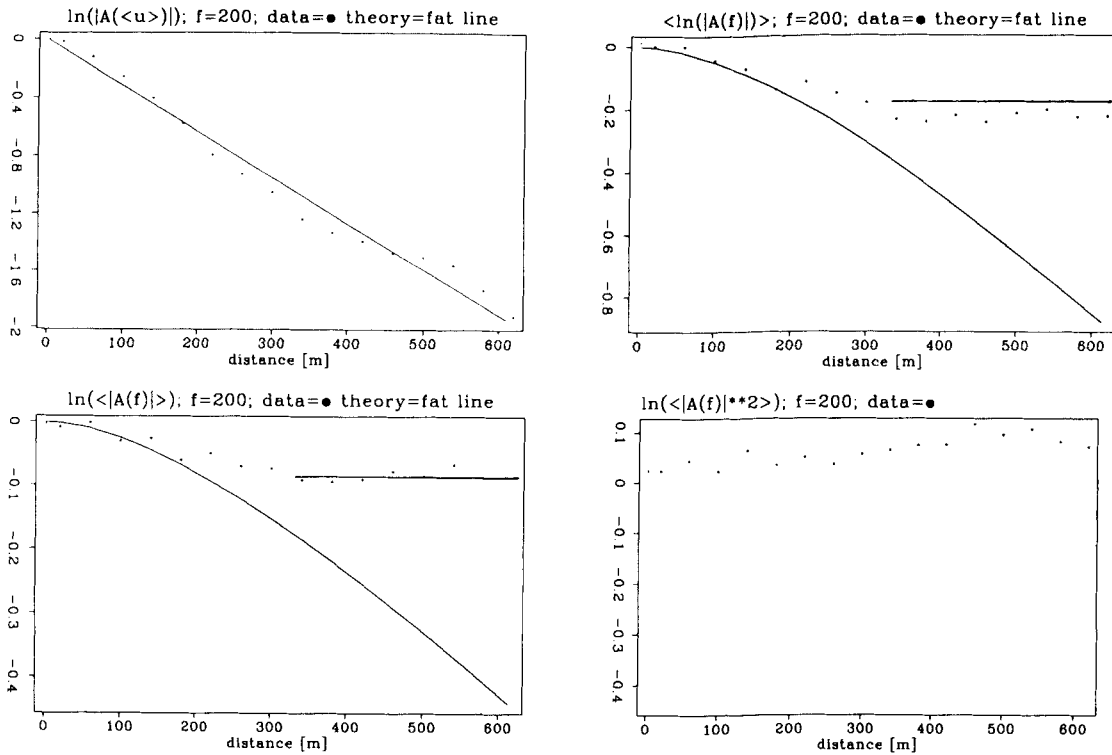 ln(|A(<u>)|); f=200; data=● theory=fat line
0
-0.4
-0.8
-1.2
-1.6
-2
0 100 200 300 400 500 600
distance [m]
<ln(|A(f)|)>; f=200; data=● theory=fat line
0
-0.2
-0.4
-0.6
-0.8
0 100 200 300 400 500 600
distance [m]
ln(<|A(f)|>); f=200; data=● theory=fat line
0
-0.1
-0.2
-0.3
-0.4
0 100 200 300 400 500 600
distance [m]
ln(<|A(f)|**2>); f=200; data=●
0.1
0
0.1
-0.2
-0.3
-0.4
0 100 200 300 400 500 600
distance [m]